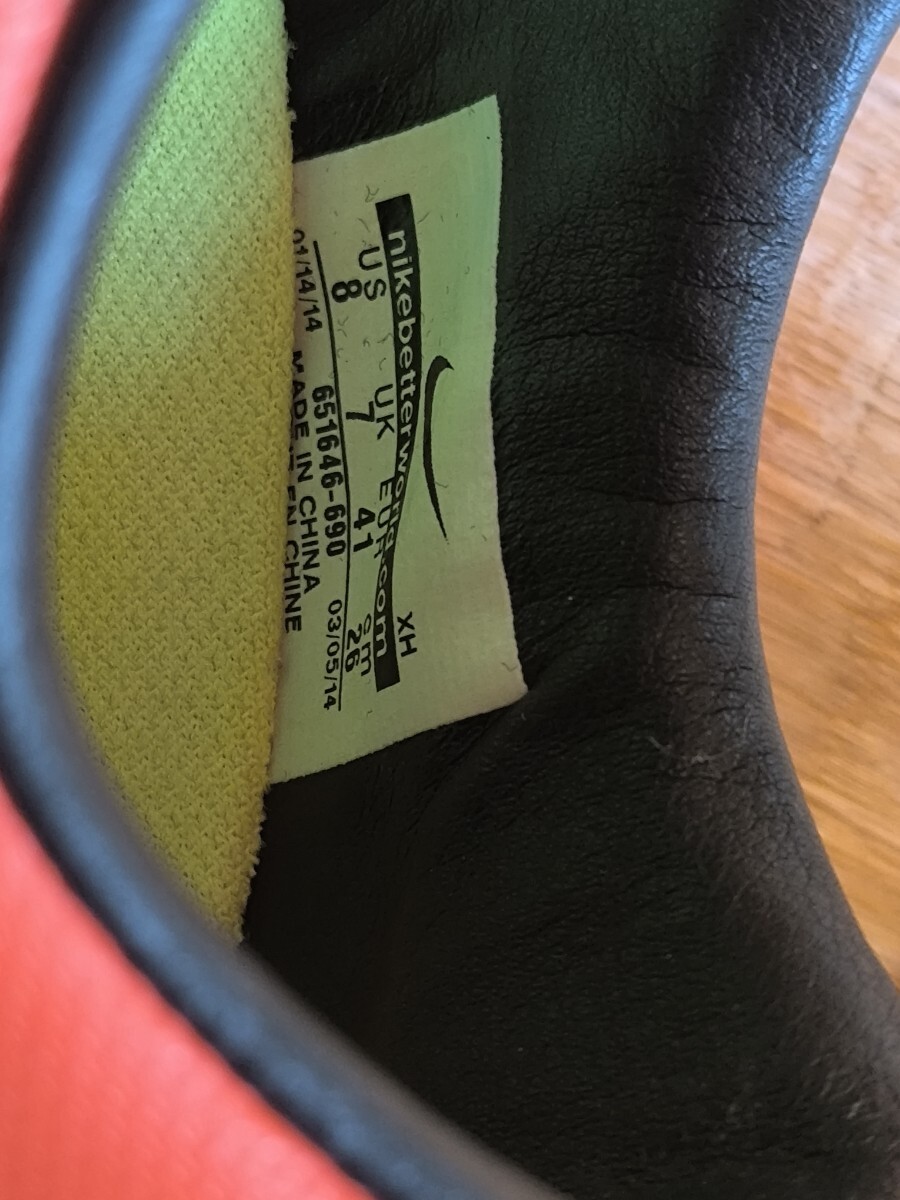 XH
nikebetterworld.com
US UK EUR cm
8 7 41 26
651646-690
01/14/14 03/05/14
MADE IN CHINA
EN CHINE